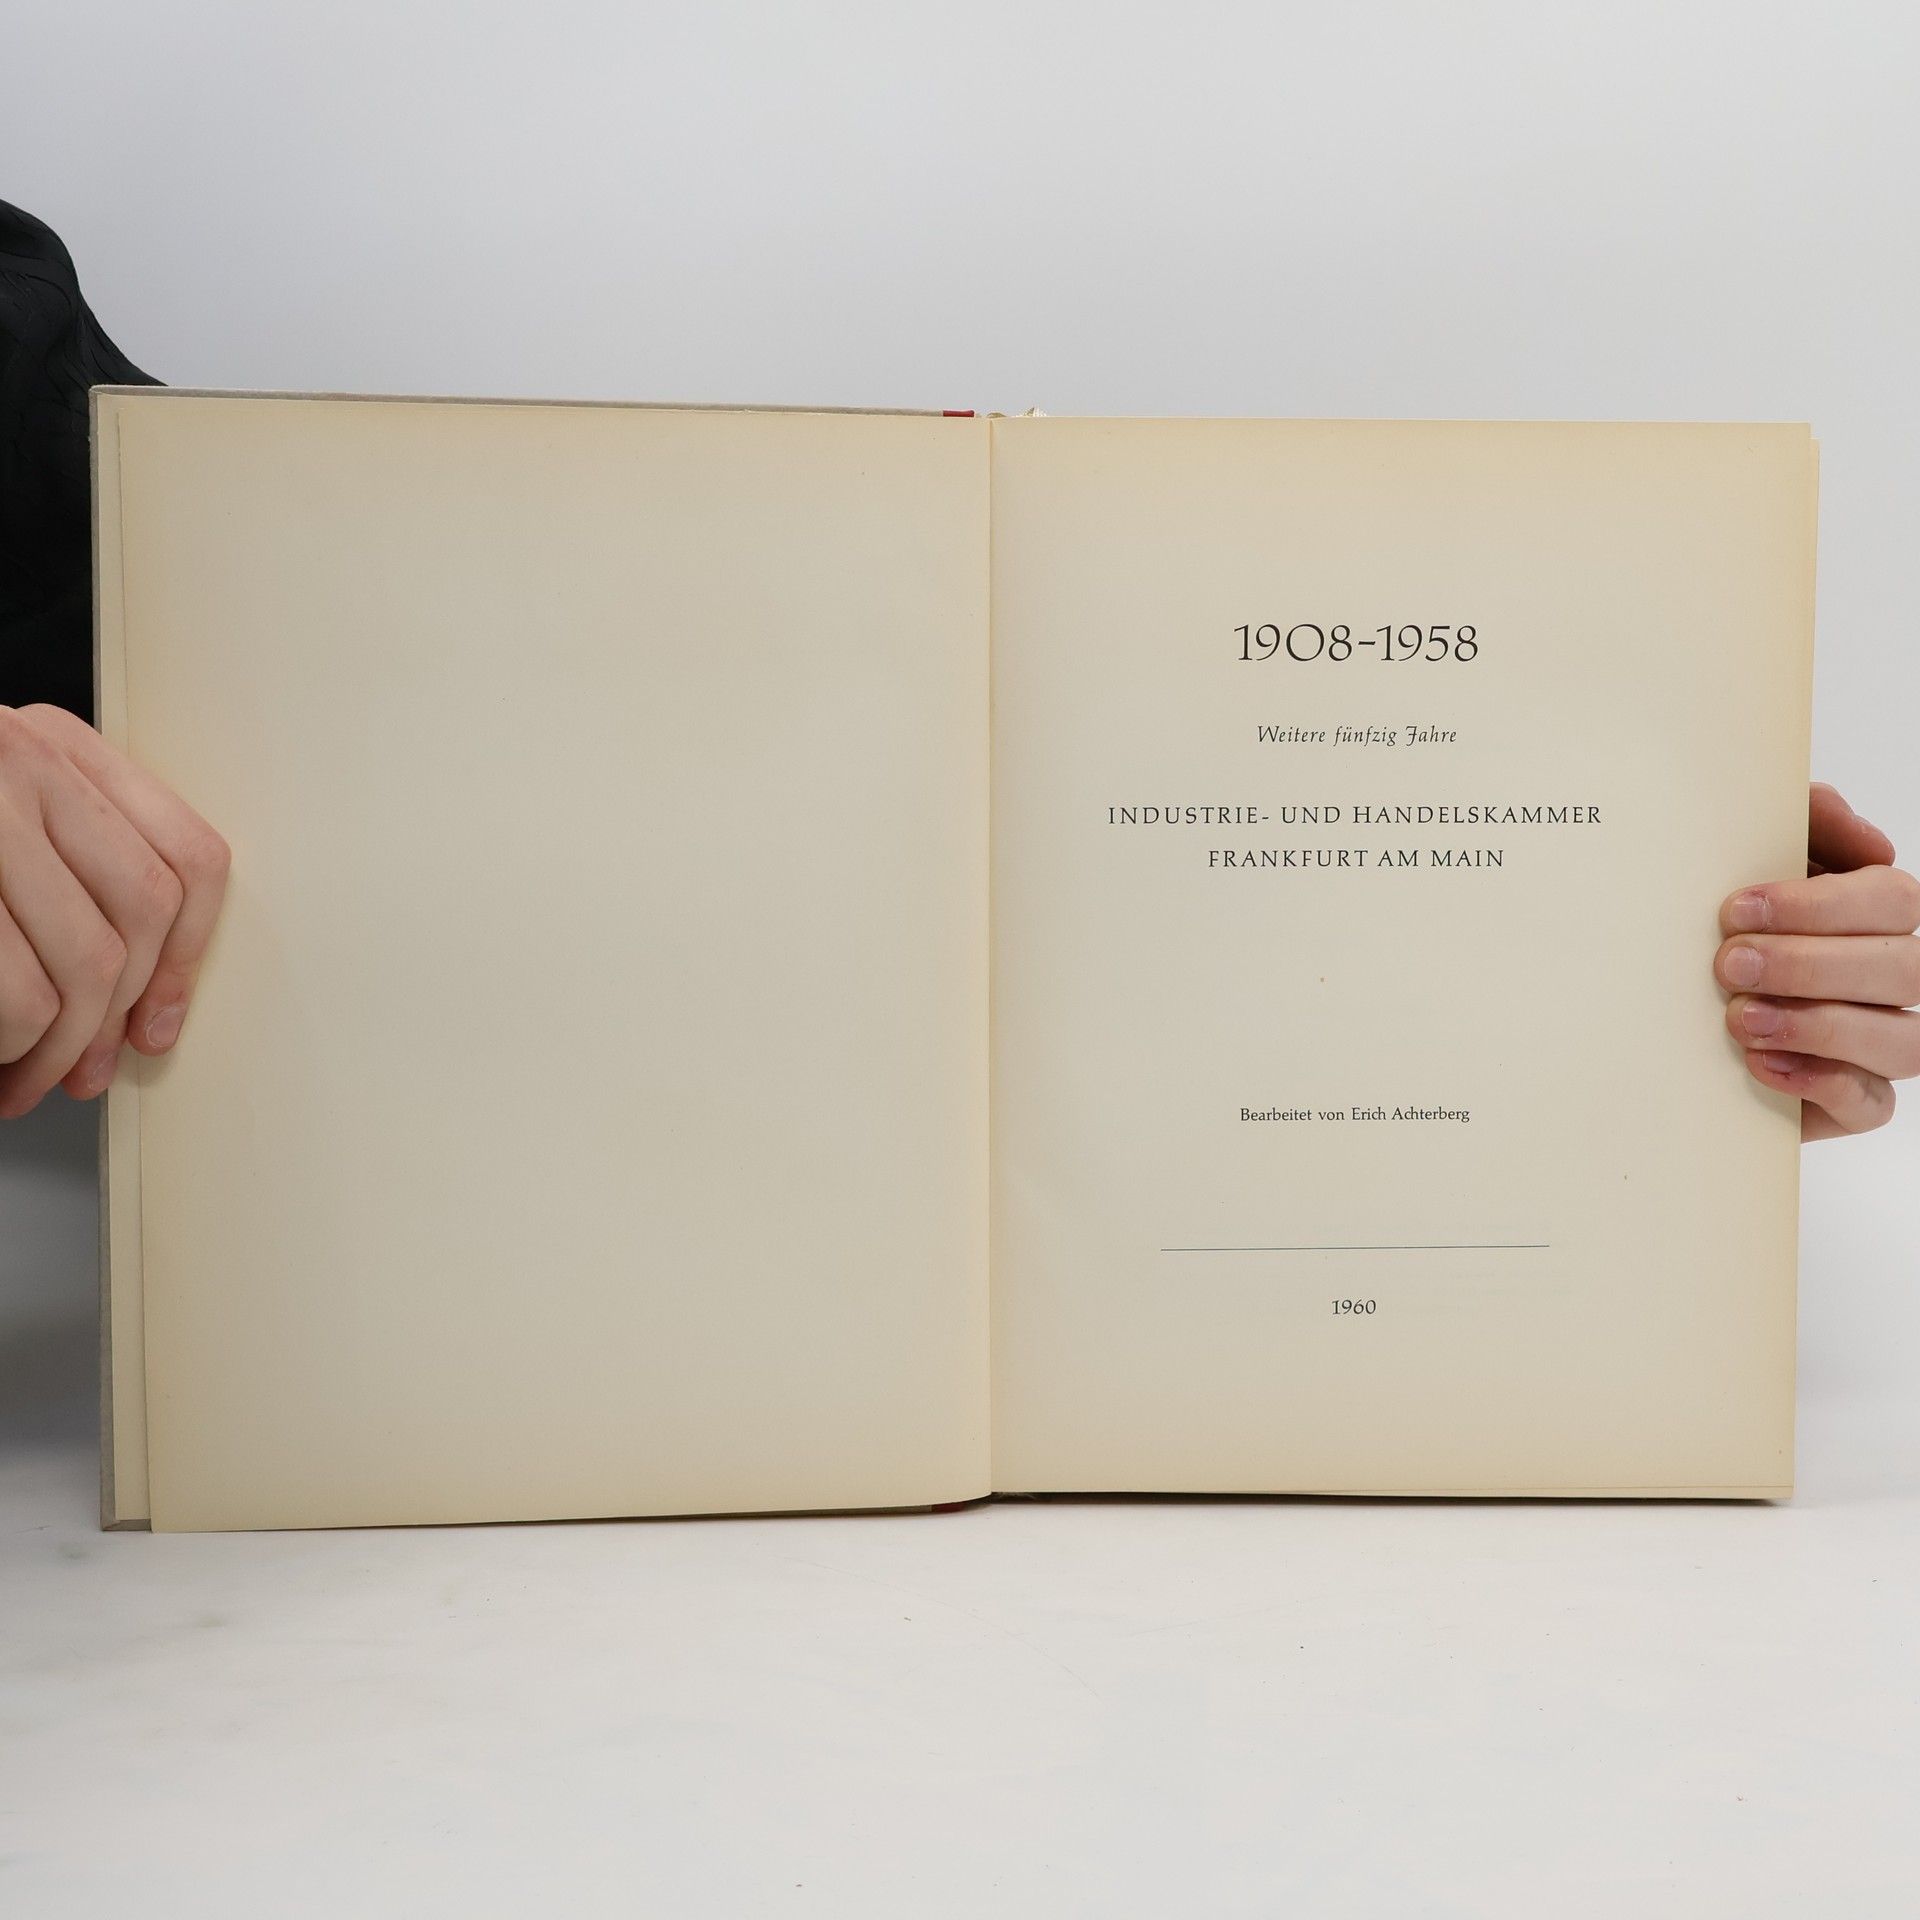 1908-1958
Weitere fünfzig Jahre
INDUSTRIE- UND HANDELSKAMMER
FRANKFURT AM MAIN
Bearbeitet von Erich Achterberg
1960